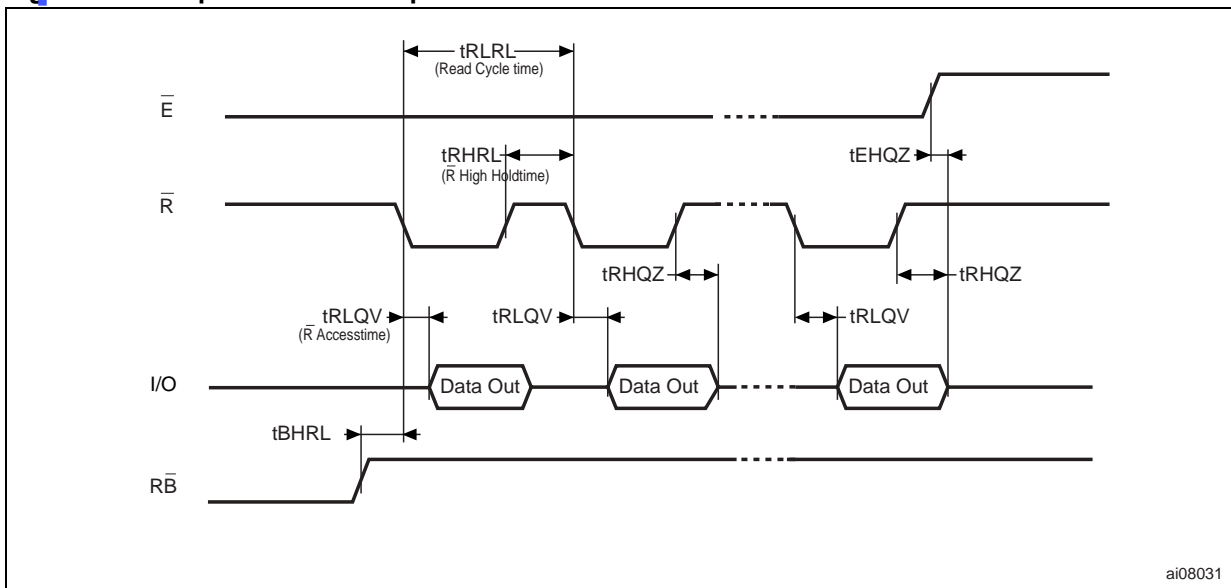 tRLRL
(Read Cycle time)
E̅
tRHRL
(R̅ High Holdtime)
tEHQZ
R̅
tRHQZ
tRHQZ
tRLQV
(R̅ Accesstime)
tRLQV
tRLQV
I/O
Data Out
Data Out
Data Out
tBHRL
RB̅
ai08031